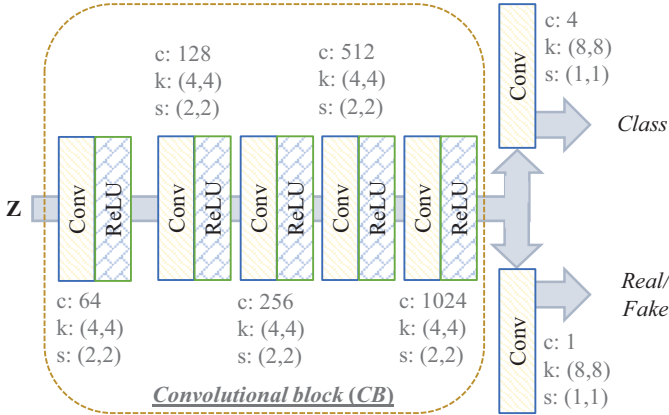 c: 128
k: (4,4)
s: (2,2)
c: 512
k: (4,4)
s: (2,2)
c: 4
k: (8,8)
s: (1,1)
Conv
Class
Z
Conv
ReLU
Conv
ReLU
Conv
ReLU
Conv
ReLU
Conv
ReLU
c: 64
k: (4,4)
s: (2,2)
c: 256
k: (4,4)
s: (2,2)
c: 1024
k: (4,4)
s: (2,2)
Conv
Real/
Fake
c: 1
k: (8,8)
s: (1,1)
Convolutional block (CB)